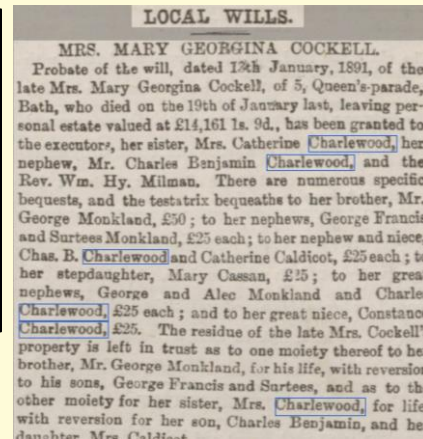 LOCAL WILLS.
MRS. MARY GEORGINA COCKELL.
Probate of the will, dated 13th January, 1891, of the
late Mrs. Mary Georgina Cockell, of 5, Queen's-parade,
Bath, who died on the 19th of January last, leaving per-
sonal estate valued at £14,161 1s. 9d., has been granted to
the executors, her sister, Mrs. Catherine Charlewood, her
nephew, Mr. Charles Benjamin Charlewood, and the
Rev. Wm. Hy. Milman. There are numerous specific
bequests, and the testatrix bequeaths to her brother, Mr.
George Monkland, £50; to her nephews, George Francis
and Surtees Monkland, £25 each; to her nephew and niece,
Chas. B. Charlewood and Catherine Caldicot, £25 each; to
her stepdaughter, Mary Cassan, £25; to her grea
nephews, George and Alec Monkland and Charle
Charlewood, £25 each; and to her great niece, Constanc
Charlewood, £25. The residue of the late Mrs. Cockell'
property is left in trust as to one moiety thereof to he
brother, Mr. George Monkland, for his life, with reversion
to his sons, George Francis and Surtees, and as to the
other moiety for her sister, Mrs. Charlewood, for life
with reversion for her son, Charles Benjamin, and he
daughter, Mrs. Caldicot